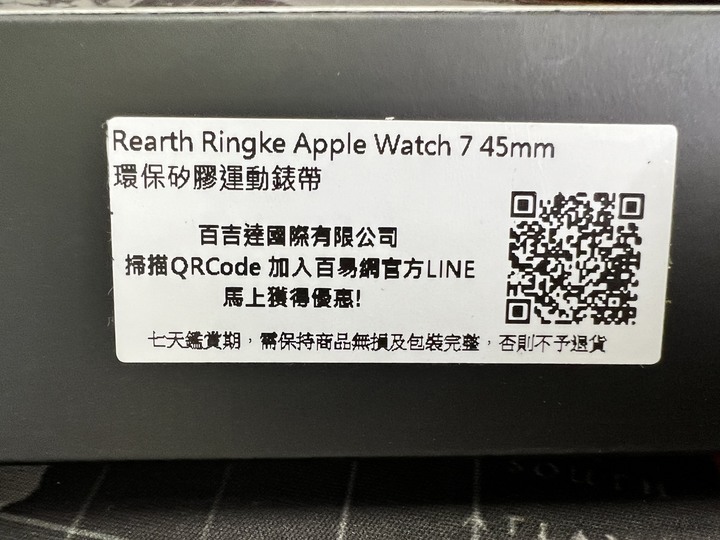 Rearth Ringke Apple Watch 7 45mm
環保矽膠運動錶帶
百吉達國際有限公司
掃描QRCode 加入百易網官方LINE
馬上獲得優惠!
七天鑑賞期，需保持商品無損及包裝完整，否則不予退貨
SOUTH
ATLAN